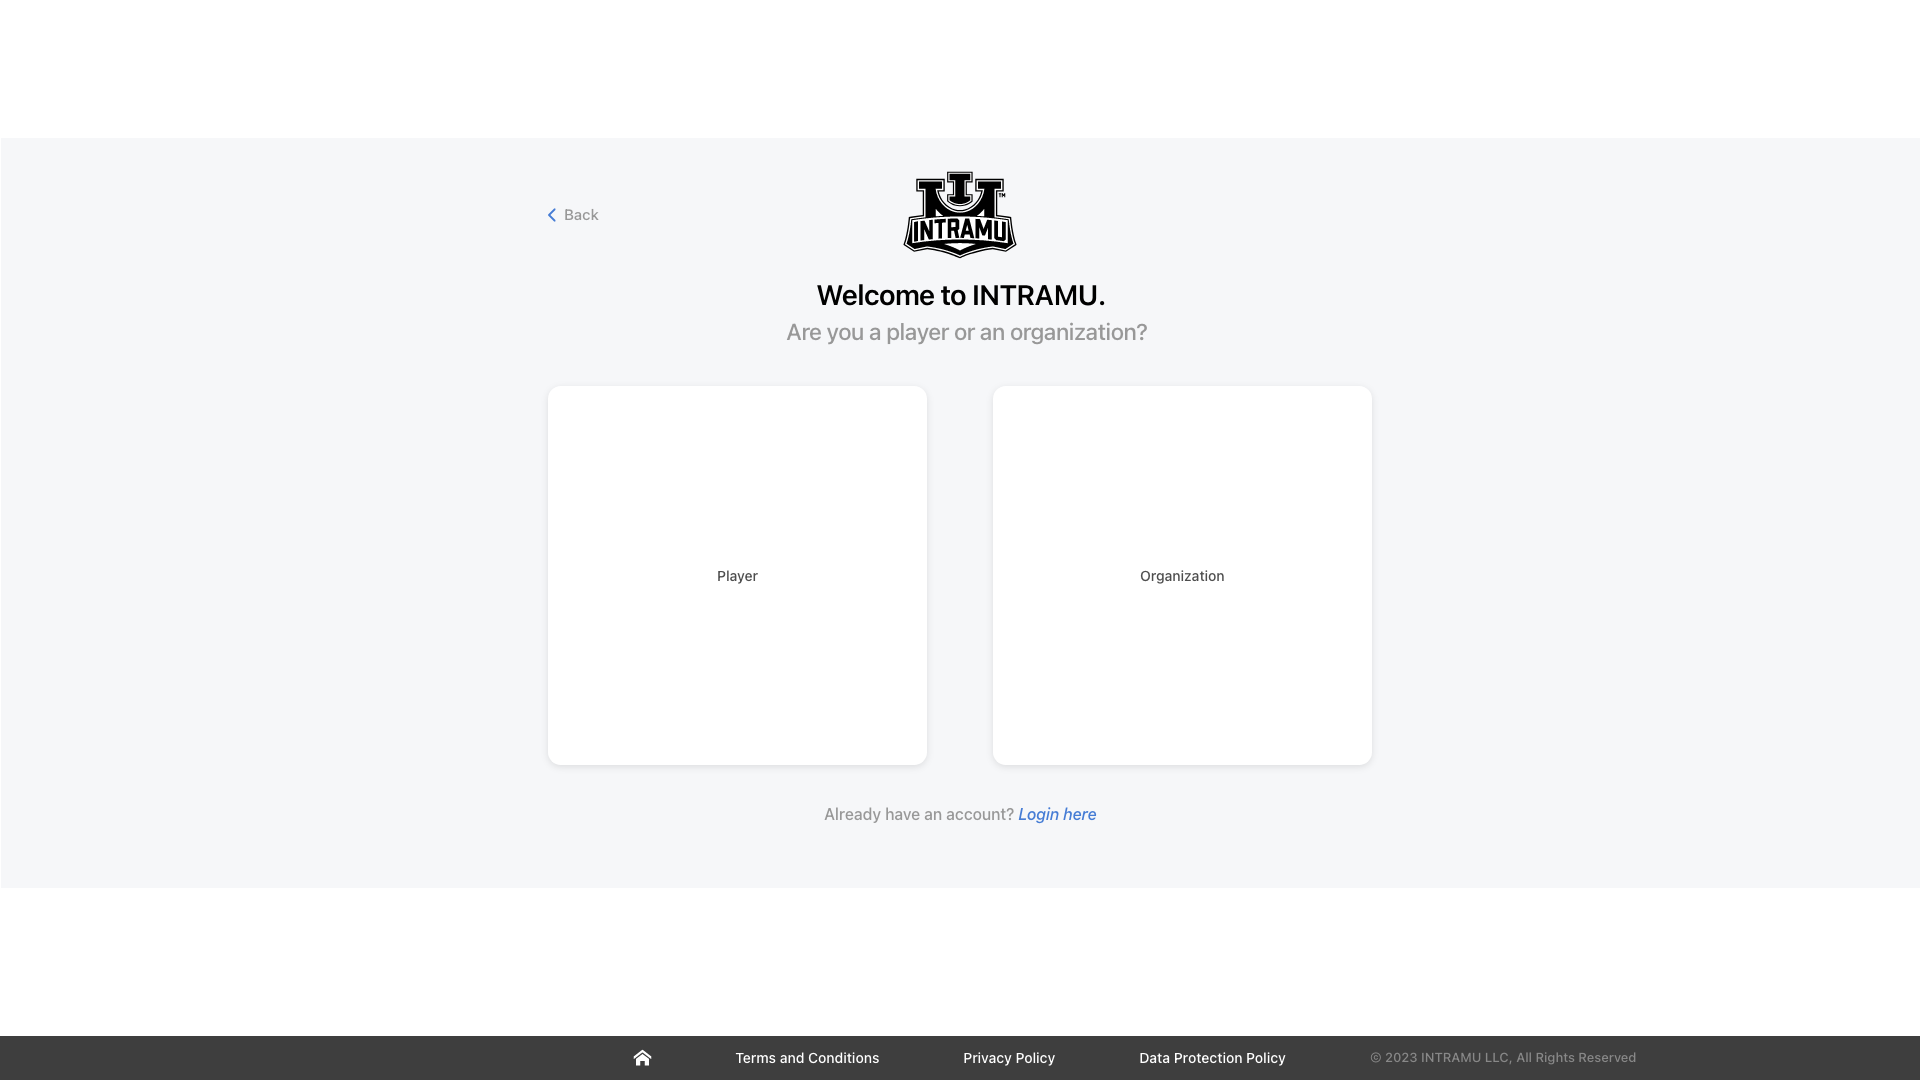 Back
INTRAMU
TM
Welcome to INTRAMU.
Are you a player or an organization?
Player
Organization
Already have an account? Login here
Terms and Conditions
Privacy Policy
Data Protection Policy
© 2023 INTRAMU LLC, All Rights Reserved